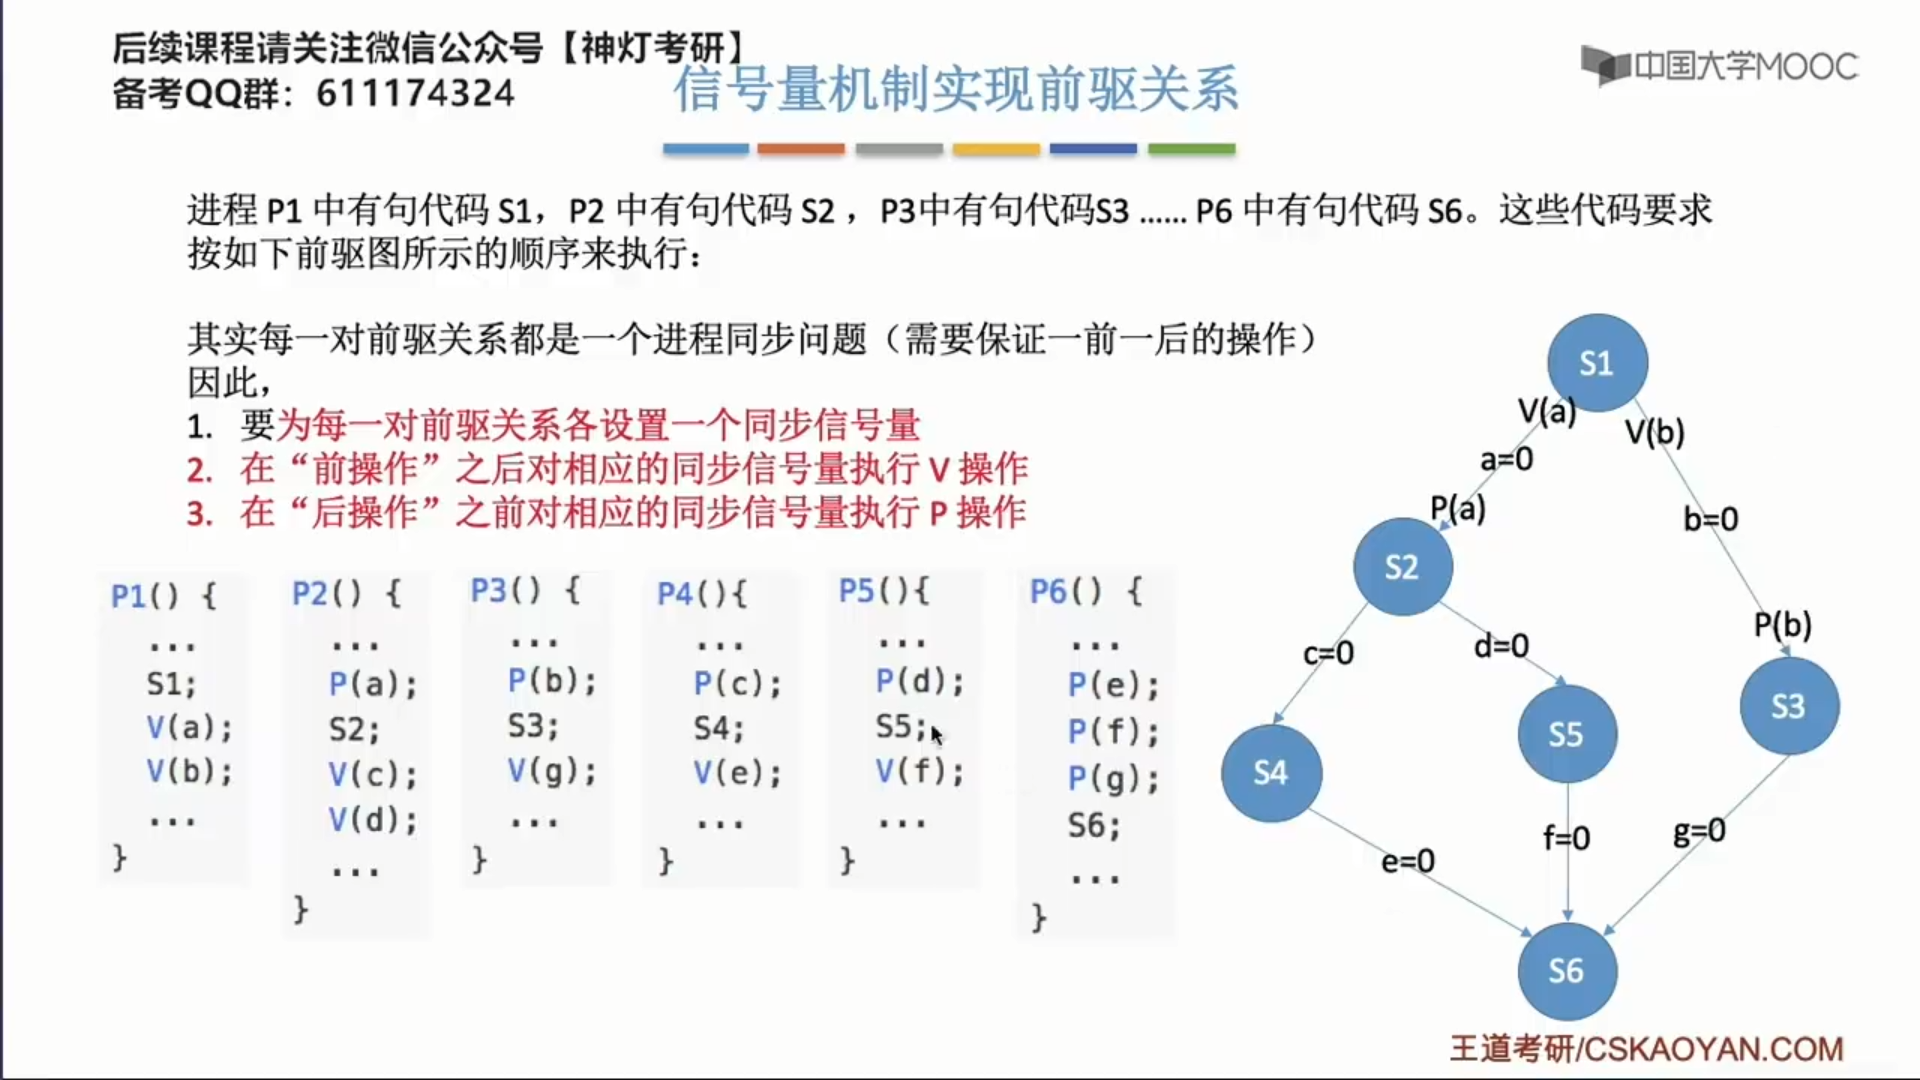 后续课程请关注微信公众号【神灯考研】
备考QQ群：611174324
中国大学MOOC
信号量机制实现前驱关系
进程 P1 中有句代码 S1，P2 中有句代码 S2 ，P3中有句代码S3 …… P6 中有句代码 S6。这些代码要求
按如下前驱图所示的顺序来执行：
其实每一对前驱关系都是一个进程同步问题（需要保证一前一后的操作）
因此，
1. 要为每一对前驱关系各设置一个同步信号量
2. 在“前操作”之后对相应的同步信号量执行 V 操作
3. 在“后操作”之前对相应的同步信号量执行 P 操作
P1() {
...
S1;
V(a);
V(b);
...
}
P2() {
...
P(a);
S2;
V(c);
V(d);
...
}
P3() {
...
P(b);
S3;
V(g);
...
}
P4(){
...
P(c);
S4;
V(e);
...
}
P5(){
...
P(d);
S5;
V(f);
...
}
P6() {
...
P(e);
P(f);
P(g);
S6;
...
}
S1
V(a)
V(b)
a=0
P(a)
b=0
S2
P(b)
c=0
d=0
S3
S5
S4
f=0
g=0
e=0
S6
王道考研/CSKAOYAN.COM